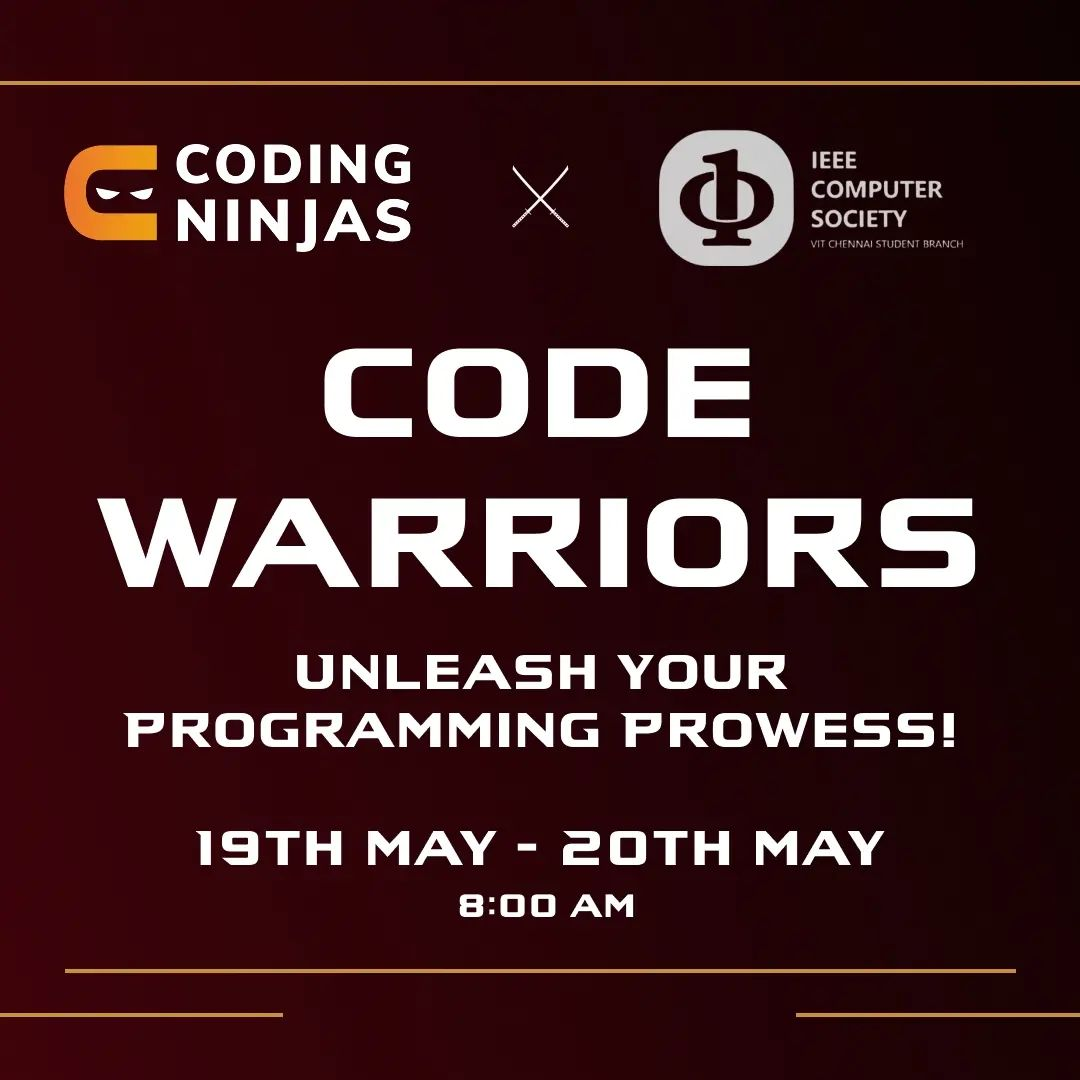 CODING
NINJAS
IEEE
COMPUTER
SOCIETY
VIT CHENNAI STUDENT BRANCH
CODE
WARRIORS
UNLEASH YOUR
PROGRAMMING PROWESS!
19TH MAY - 20TH MAY
8:00 AM